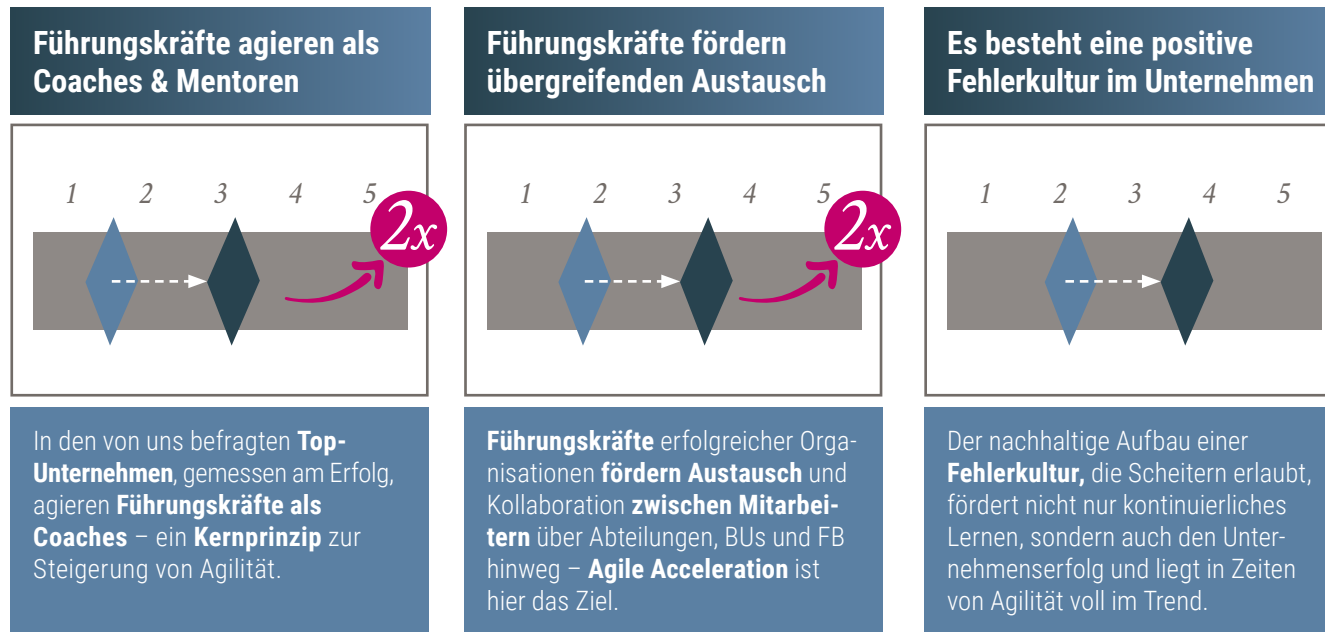 Führungskräfte agieren als
Coaches & Mentoren
1 2 3 4 5
2x
In den von uns befragten Top-
Unternehmen, gemessen am Erfolg,
agieren Führungskräfte als
Coaches – ein Kernprinzip zur
Steigerung von Agilität.
Führungskräfte fördern
übergreifenden Austausch
1 2 3 4 5
2x
Führungskräfte erfolgreicher Orga-
nisationen fördern Austausch und
Kollaboration zwischen Mitarbei-
tern über Abteilungen, BUs und FB
hinweg – Agile Acceleration ist
hier das Ziel.
Es besteht eine positive
Fehlerkultur im Unternehmen
1 2 3 4 5
Der nachhaltige Aufbau einer
Fehlerkultur, die Scheitern erlaubt,
fördert nicht nur kontinuierliches
Lernen, sondern auch den Unter-
nehmenserfolg und liegt in Zeiten
von Agilität voll im Trend.